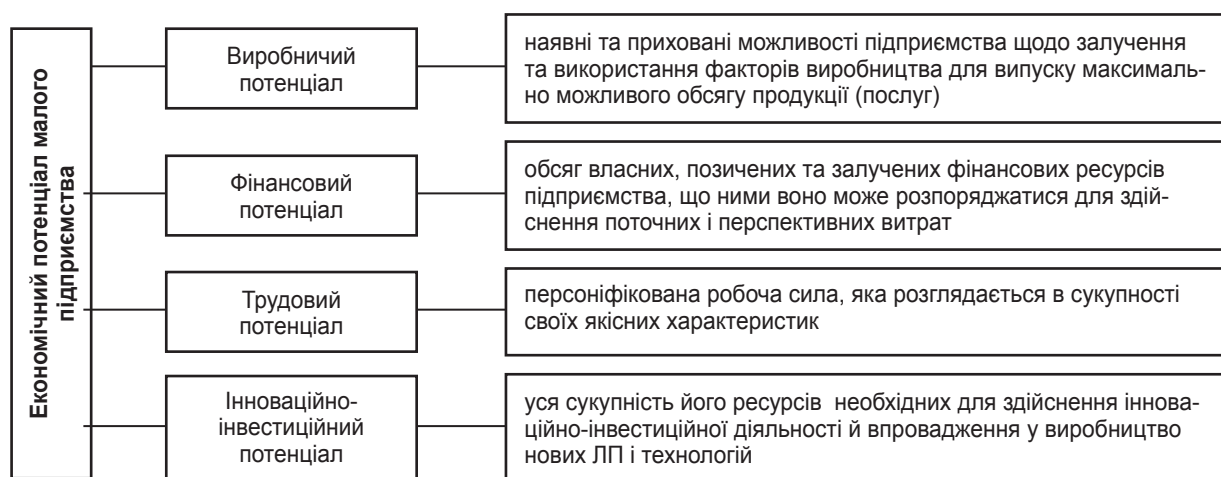 Економічний потенціал малого
підприємства
Виробничий
потенціал
наявні та приховані можливості підприємства щодо залучення
та використання факторів виробництва для випуску максималь-
но можливого обсягу продукції (послуг)
Фінансовий
потенціал
обсяг власних, позичених та залучених фінансових ресурсів
підприємства, що ними воно може розпоряджатися для здій-
снення поточних і перспективних витрат
Трудовий
потенціал
персоніфікована робоча сила, яка розглядається в сукупності
своїх якісних характеристик
Інноваційно-
інвестиційний
потенціал
уся сукупність його ресурсів необхідних для здійснення іннова-
ційно-інвестиційної діяльності й впровадження у виробництво
нових ЛП і технологій